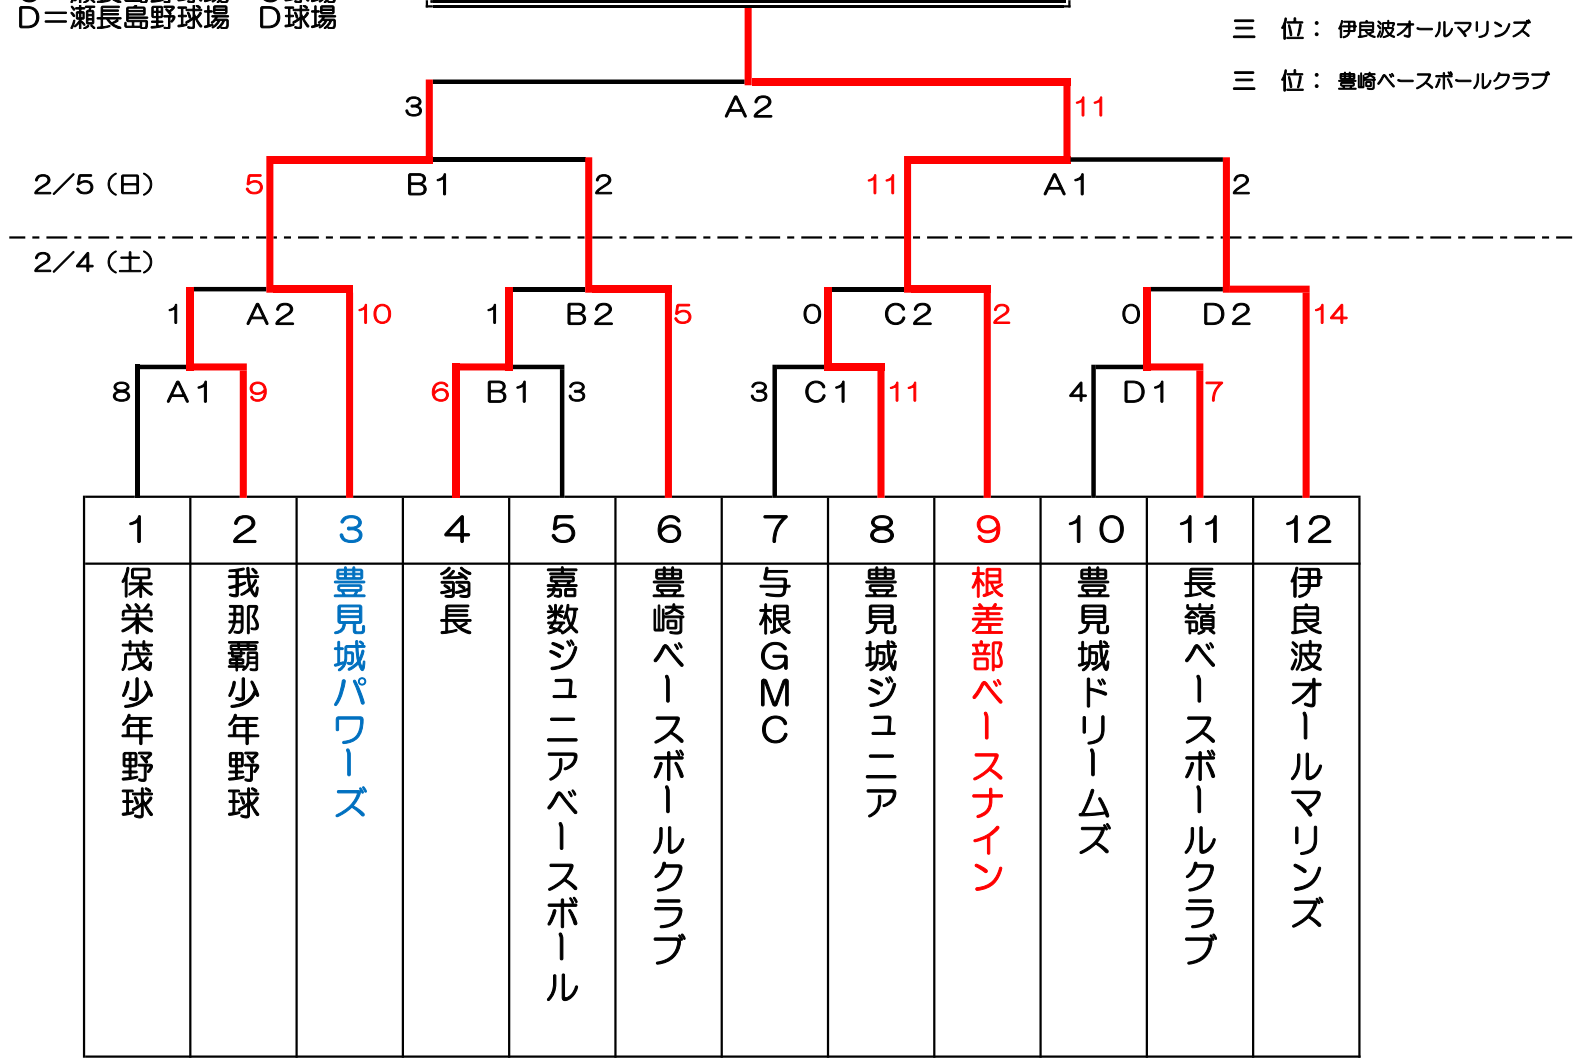 D＝瀬長島野球場　D球場
三　位： 伊良波オールマリンズ
三　位： 豊崎ベースボールクラブ
3 A2 11
2／5（日） 5 B1 2 11 A1 2
2／4（土）
1 A2 10 1 B2 5 0 C2 2 0 D2 14
8 A1 9 6 B1 3 3 C1 11 4 D1 7
1 2 3 4 5 6 7 8 9 10 11 12
保栄茂少年野球
我那覇少年野球
豊見城パワーズ
翁長
嘉数ジュニアベースボール
豊崎ベースボールクラブ
与根GMC
豊見城ジュニア
根差部ベースナイン
豊見城ドリームズ
長嶺ベースボールクラブ
伊良波オールマリンズ